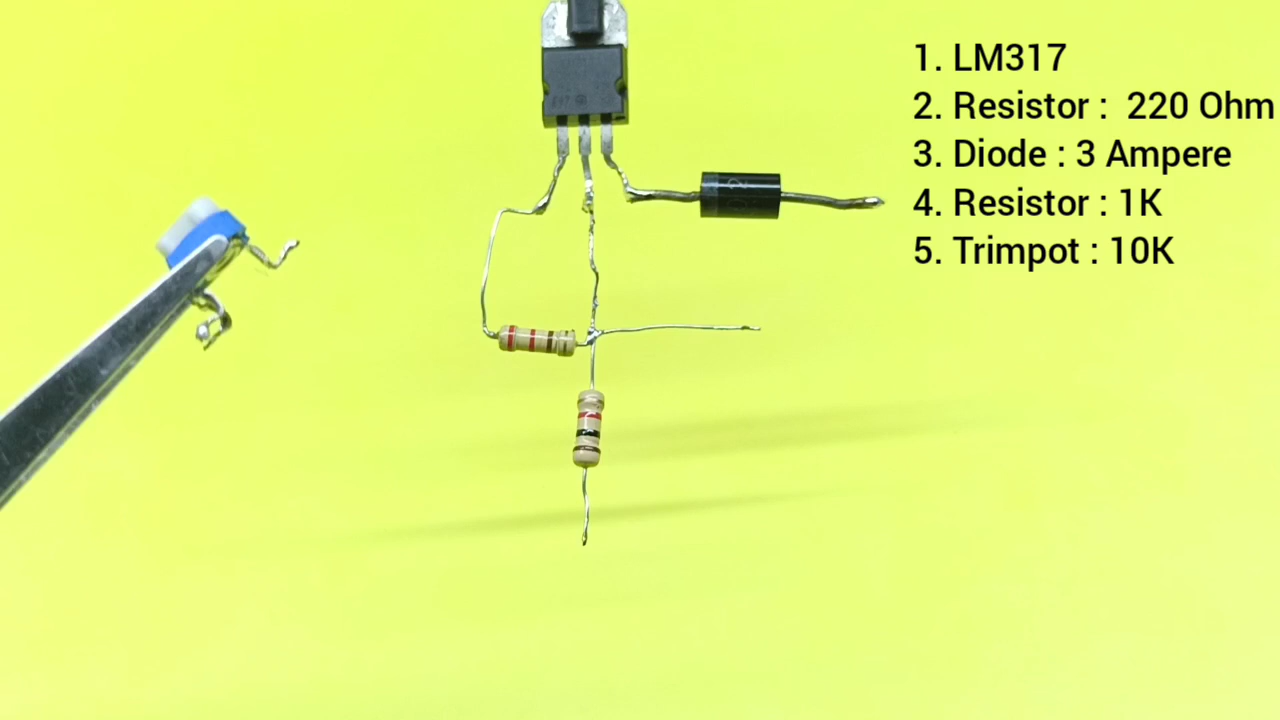 1. LM317
2. Resistor : 220 Ohm
3. Diode : 3 Ampere
4. Resistor : 1K
5. Trimpot : 10K